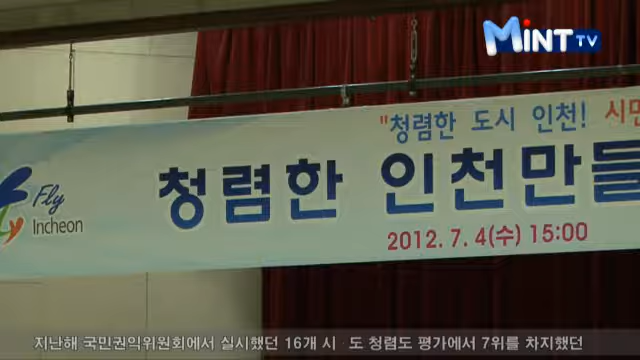 MINT TV
"청렴한 도시 인천!
청렴한 인천만들
Fly
Incheon
2012. 7. 4(수) 15:00
지난해 국민권익위원회에서 실시했던 16개 시·도 청렴도 평가에서 7위를 차지했던